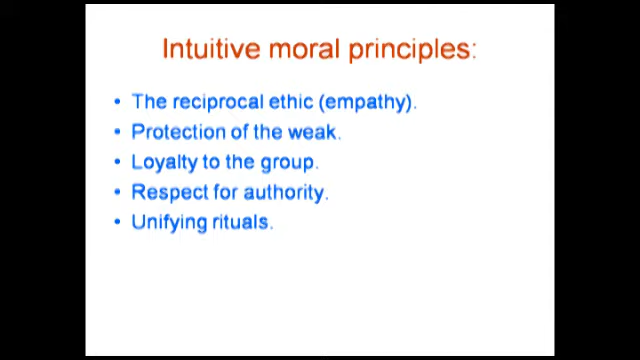 Intuitive moral principles:
• The reciprocal ethic (empathy).
• Protection of the weak.
• Loyalty to the group.
• Respect for authority.
• Unifying rituals.